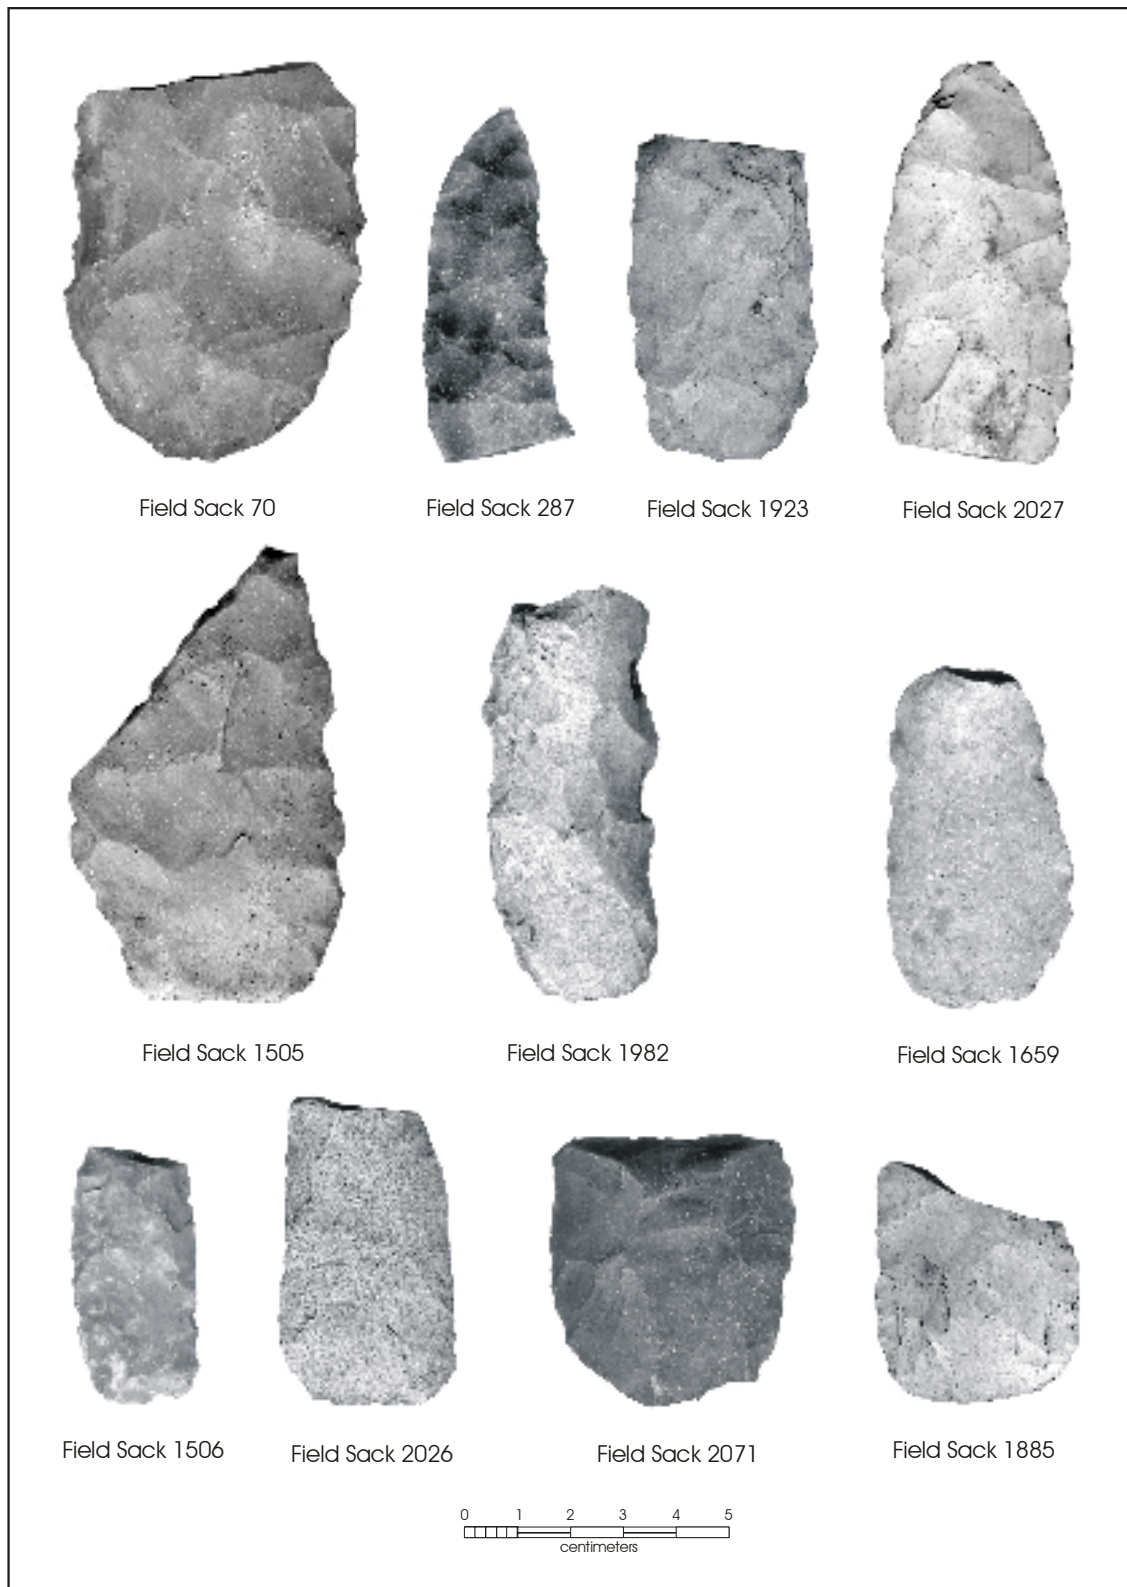 Field Sack 70
Field Sack 287
Field Sack 1923
Field Sack 2027
Field Sack 1505
Field Sack 1982
Field Sack 1659
Field Sack 1506
Field Sack 2026
Field Sack 2071
Field Sack 1885
0 1 2 3 4 5
centimeters